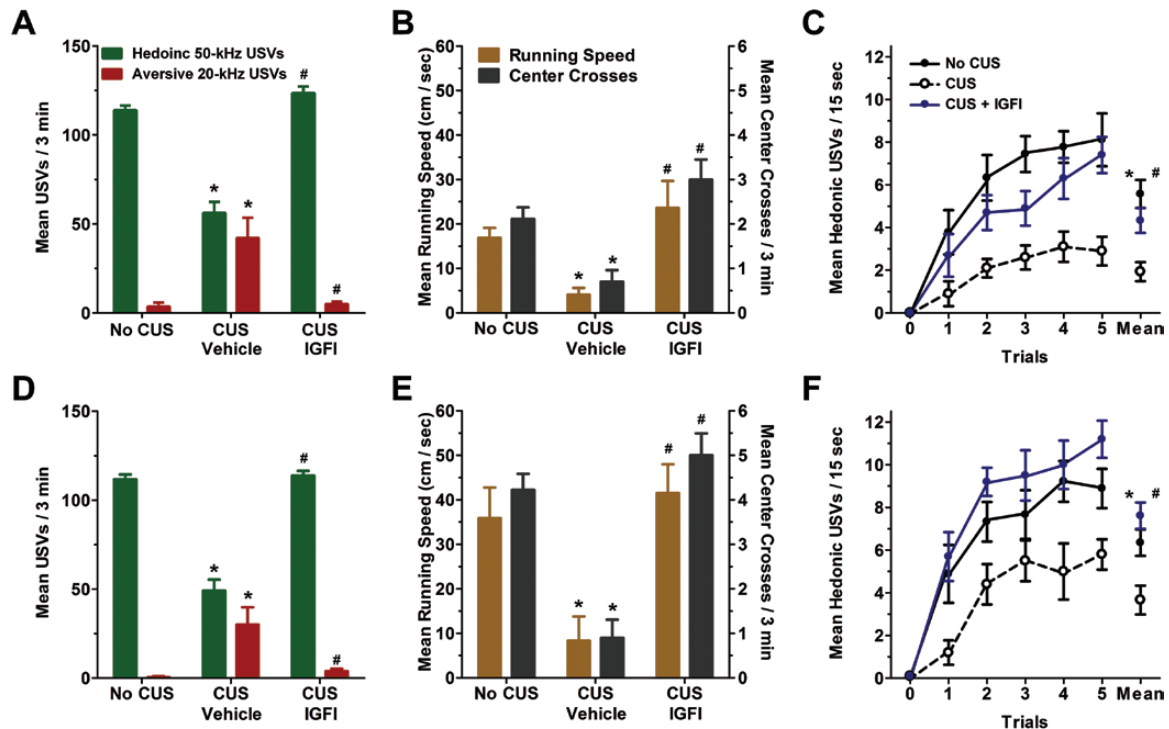 A
Mean USVs / 3 min
150
100
50
0
Hedoinc 50-kHz USVs
Aversive 20-kHz USVs
*
*
#
#
No CUS
CUS
Vehicle
CUS
IGFI
B
Mean Running Speed (cm / sec)
60
50
40
30
20
10
0
Running Speed
Center Crosses
*
*
#
#
6
5
4
3
2
1
0
Mean Center Crosses / 3 min
No CUS
CUS
Vehicle
CUS
IGFI
C
Mean Hedonic USVs / 15 sec
12
10
8
6
4
2
0
No CUS
CUS
CUS + IGFI
* #
0 1 2 3 4 5 Mean
Trials
D
Mean USVs / 3 min
150
100
50
0
*
*
#
#
No CUS
CUS
Vehicle
CUS
IGFI
E
Mean Running Speed (cm / sec)
60
50
40
30
20
10
0
*
*
#
#
6
5
4
3
2
1
0
Mean Center Crosses / 3 min
No CUS
CUS
Vehicle
CUS
IGFI
F
Mean Hedonic USVs / 15 sec
12
10
8
6
4
2
0
* #
0 1 2 3 4 5 Mean
Trials